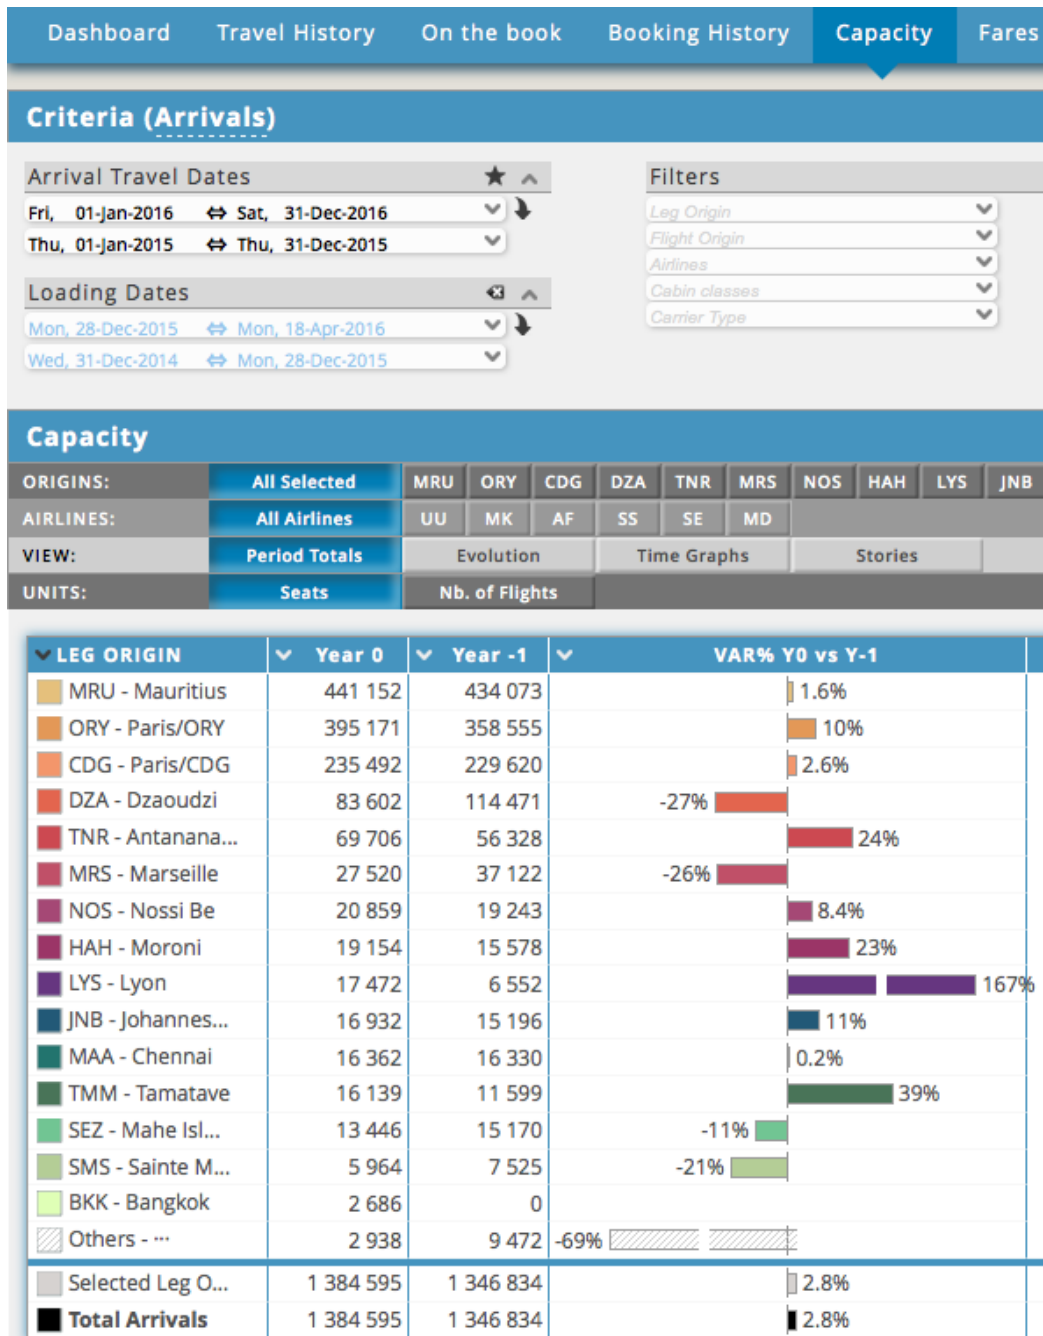 Dashboard Travel History On the book Booking History Capacity Fares
Criteria (Arrivals)
Arrival Travel Dates
Fri, 01-Jan-2016 ⇔ Sat, 31-Dec-2016
Thu, 01-Jan-2015 ⇔ Thu, 31-Dec-2015
Loading Dates
Mon, 28-Dec-2015 ⇔ Mon, 18-Apr-2016
Wed, 31-Dec-2014 ⇔ Mon, 28-Dec-2015
Filters
Leg Origin
Flight Origin
Airlines
Cabin classes
Carrier Type
Capacity
ORIGINS: All Selected MRU ORY CDG DZA TNR MRS NOS HAH LYS JNB
AIRLINES: All Airlines UU MK AF SS SE MD
VIEW: Period Totals Evolution Time Graphs Stories
UNITS: Seats Nb. of Flights
LEG ORIGIN Year 0 Year -1 VAR% Y0 vs Y-1
MRU - Mauritius 441 152 434 073 1.6%
ORY - Paris/ORY 395 171 358 555 10%
CDG - Paris/CDG 235 492 229 620 2.6%
DZA - Dzaoudzi 83 602 114 471 -27%
TNR - Antanana... 69 706 56 328 24%
MRS - Marseille 27 520 37 122 -26%
NOS - Nossi Be 20 859 19 243 8.4%
HAH - Moroni 19 154 15 578 23%
LYS - Lyon 17 472 6 552 167%
JNB - Johannes... 16 932 15 196 11%
MAA - Chennai 16 362 16 330 0.2%
TMM - Tamatave 16 139 11 599 39%
SEZ - Mahe Isl... 13 446 15 170 -11%
SMS - Sainte M... 5 964 7 525 -21%
BKK - Bangkok 2 686 0
Others - ... 2 938 9 472 -69%
Selected Leg O... 1 384 595 1 346 834 2.8%
Total Arrivals 1 384 595 1 346 834 2.8%